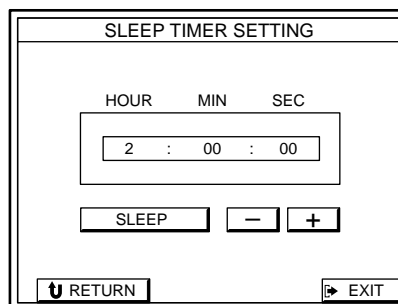 SLEEP TIMER SETTING
HOUR MIN SEC
2 : 00 : 00
SLEEP − +
RETURN EXIT